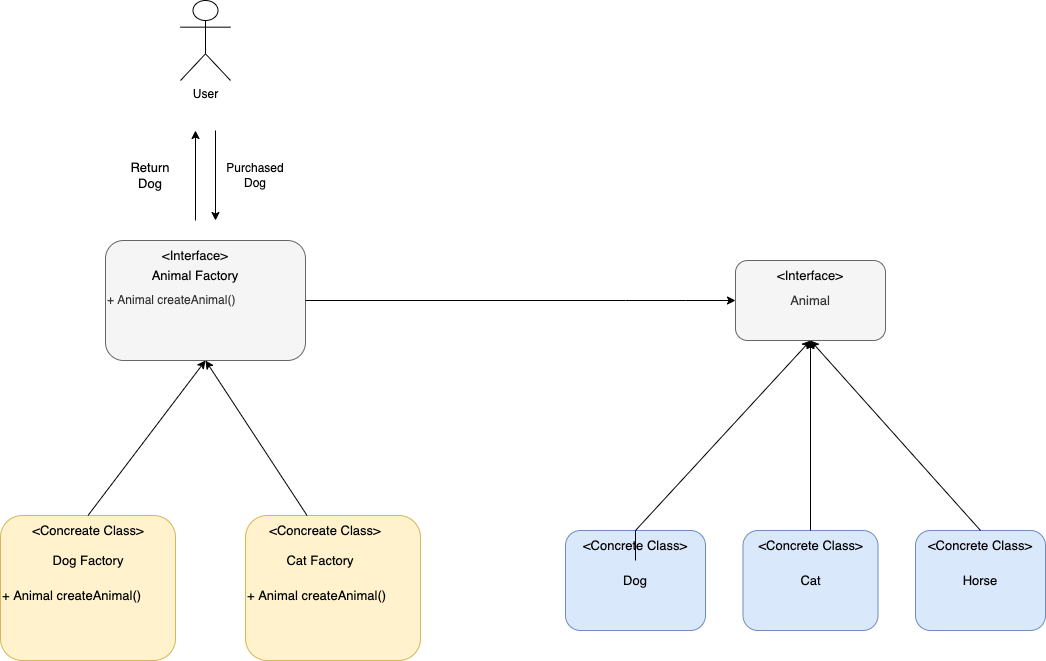 User
Return
Dog
Purchased
Dog
<Interface>
Animal Factory
+ Animal createAnimal()
<Interface>
Animal
<Concreate Class>
Dog Factory
+ Animal createAnimal()
<Concreate Class>
Cat Factory
+ Animal createAnimal()
<Concrete Class>
Dog
<Concrete Class>
Cat
<Concrete Class>
Horse